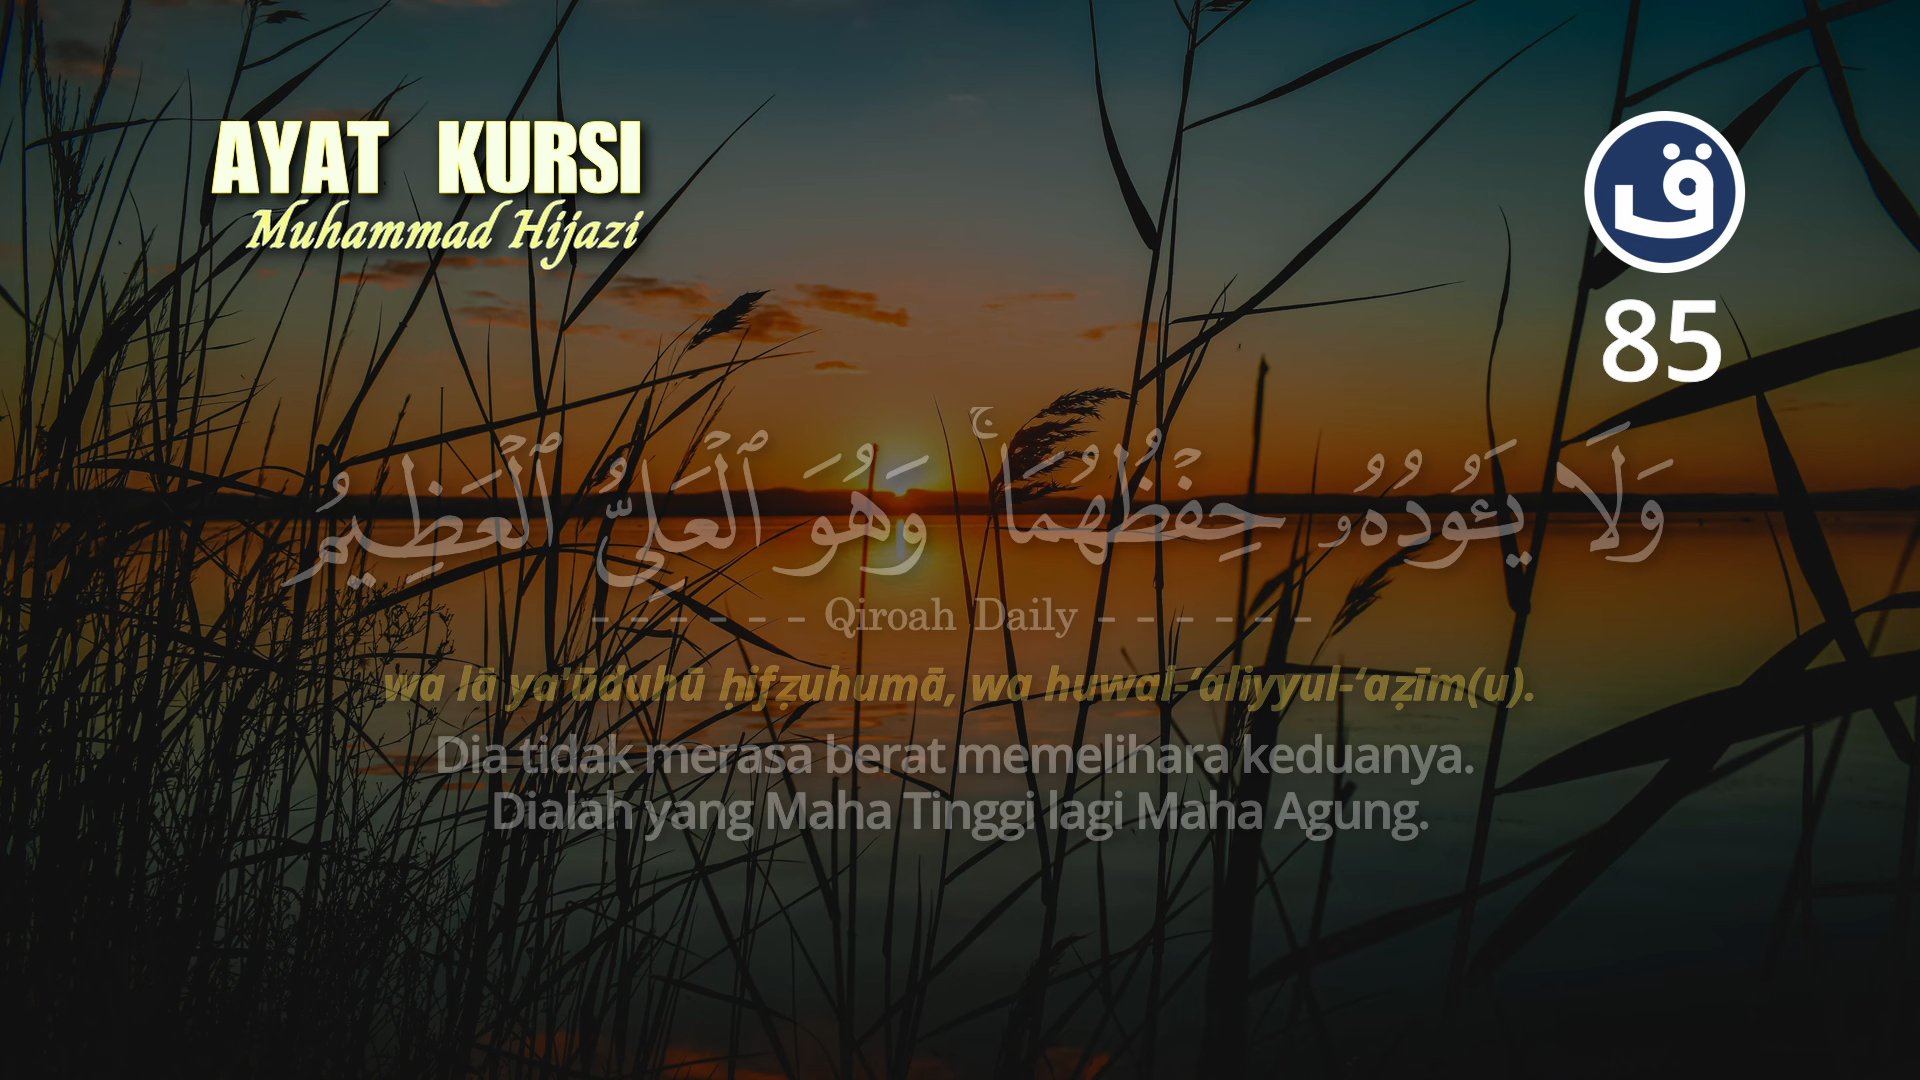 AYAT KURSI
Muhammad Hijazi
ق
85
وَلَا يَـُٔودُهُۥ حِفْظُهُمَا ۚ وَهُوَ ٱلْعَلِىُّ ٱلْعَظِيمُ
- - - - - - Qiroah Daily - - - - - -
wa lā ya'ūduhū ḥifẓuhumā, wa huwal-‘aliyyul-‘aẓīm(u).
Dia tidak merasa berat memelihara keduanya.
Dialah yang Maha Tinggi lagi Maha Agung.